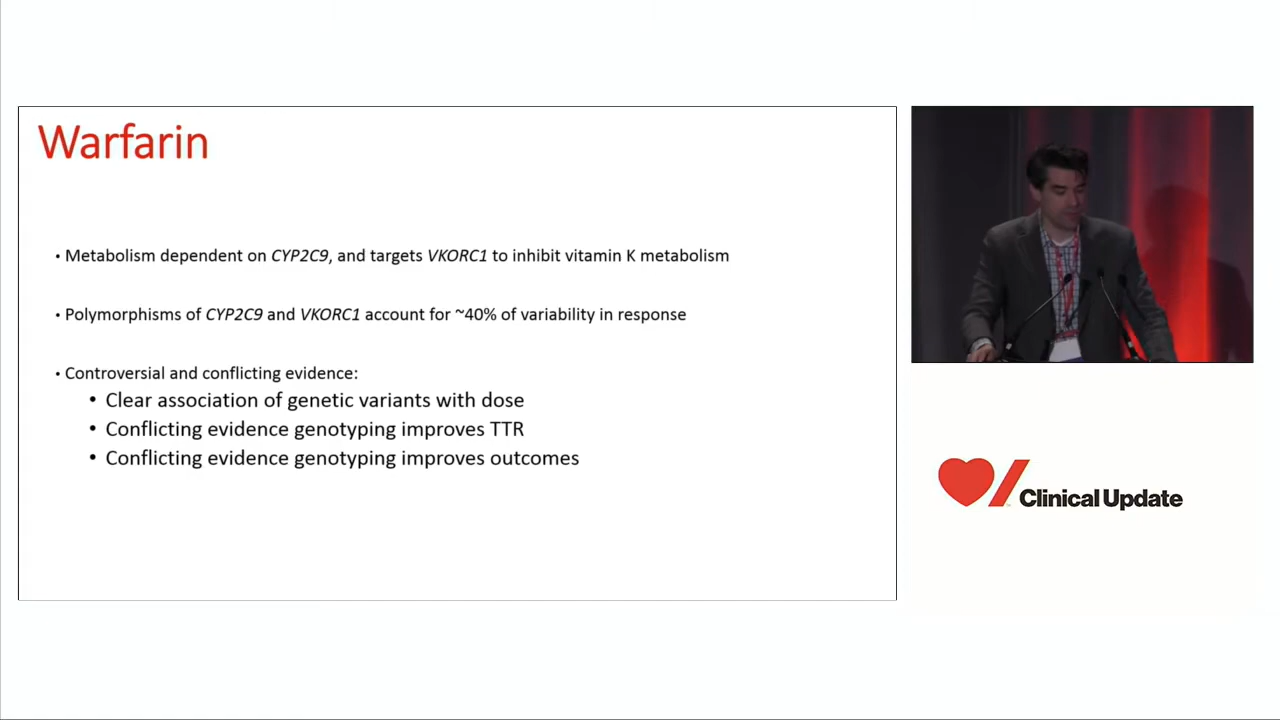 Warfarin
• Metabolism dependent on CYP2C9, and targets VKORC1 to inhibit vitamin K metabolism
• Polymorphisms of CYP2C9 and VKORC1 account for ~40% of variability in response
• Controversial and conflicting evidence:
• Clear association of genetic variants with dose
• Conflicting evidence genotyping improves TTR
• Conflicting evidence genotyping improves outcomes
Clinical Update